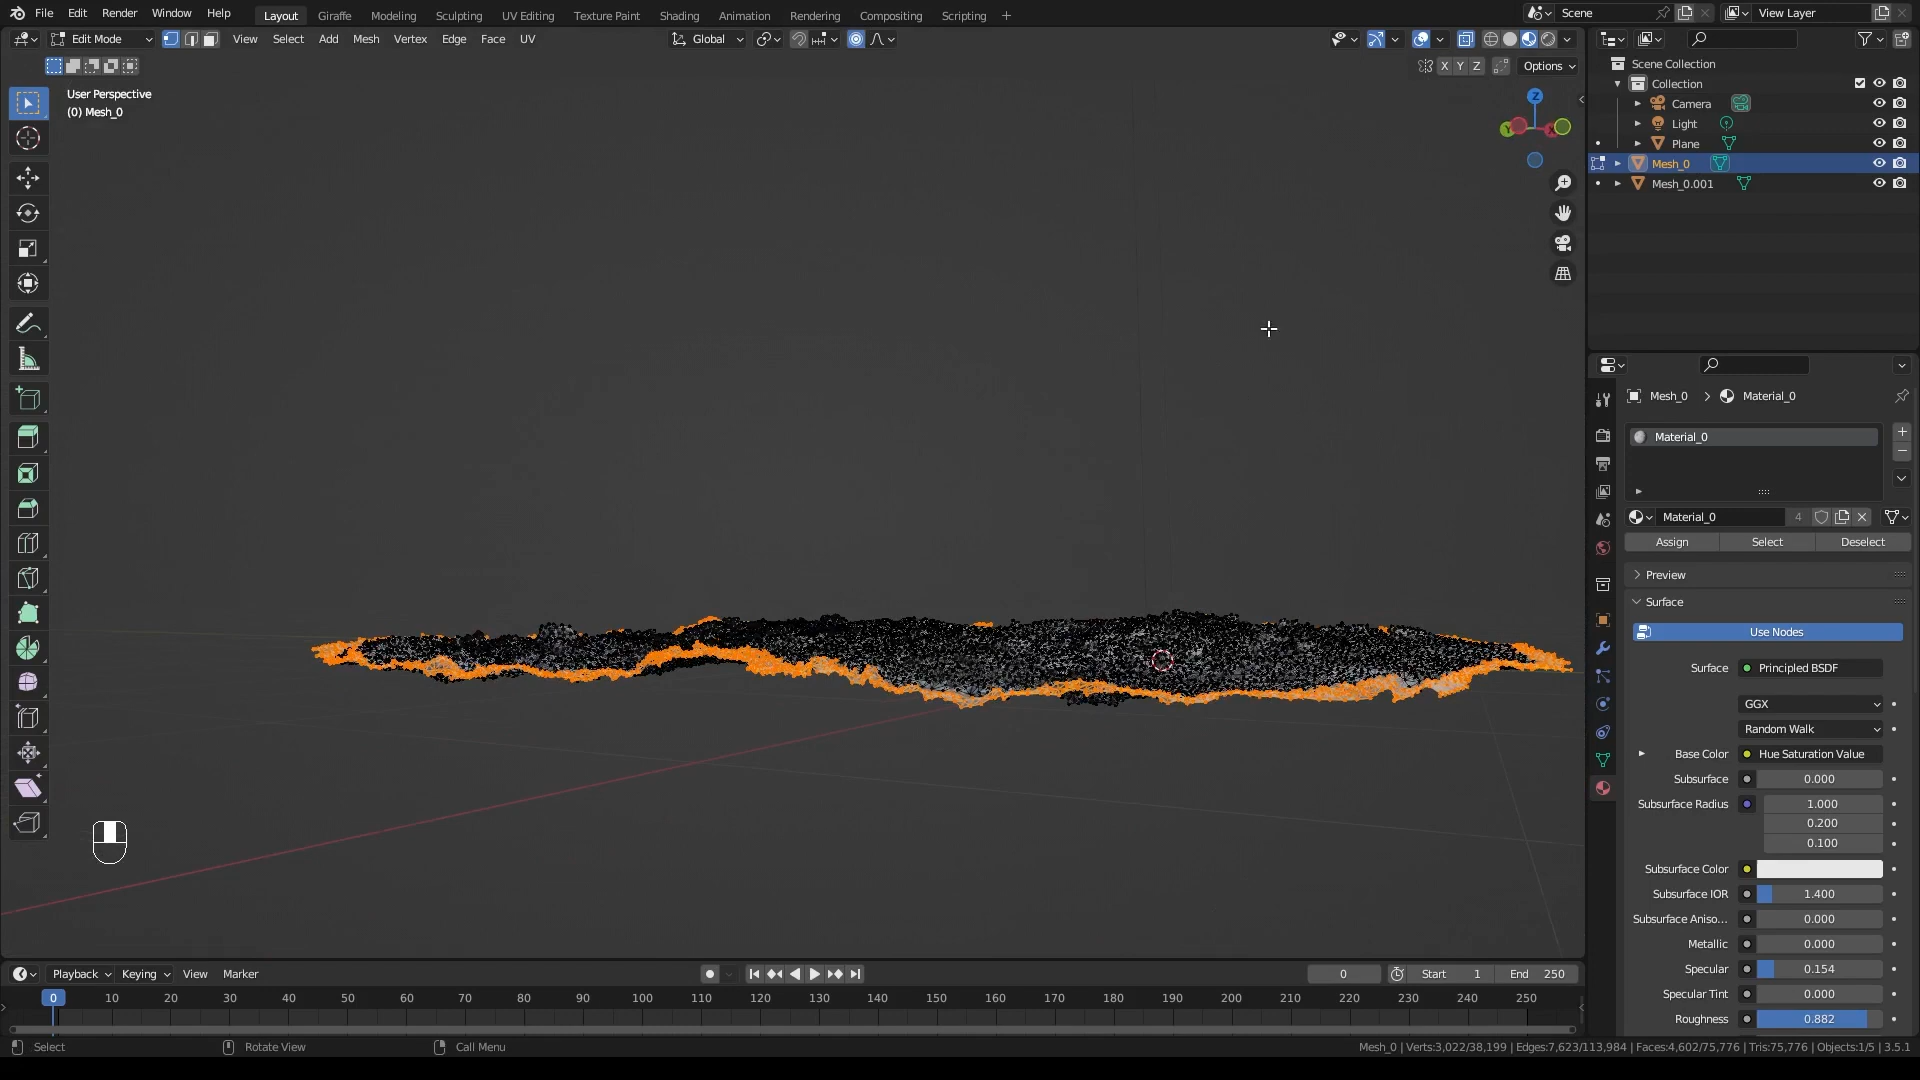 File Edit Render Window Help Layout Giraffe Modeling Sculpting UV Editing Texture Paint Shading Animation Rendering Compositing Scripting + Scene View Layer
Edit Mode View Select Add Mesh Vertex Edge Face UV Global
X Y Z Options
User Perspective
(0) Mesh_0
Z
Y
X
Scene Collection
Collection
Camera
Light
Plane
Mesh_0
Mesh_0.001
Mesh_0 > Material_0
Material_0
Material_0 4
Assign Select Deselect
Preview
Surface
Use Nodes
Surface Principled BSDF
GGX
Random Walk
Base Color Hue Saturation Value
Subsurface 0.000
Subsurface Radius 1.000
0.200
0.100
Subsurface Color
Subsurface IOR 1.400
Subsurface Aniso... 0.000
Metallic 0.000
Specular 0.154
Specular Tint 0.000
Roughness 0.882
Playback Keying View Marker 0 Start 1 End 250
0 10 20 30 40 50 60 70 80 90 100 110 120 130 140 150 160 170 180 190 200 210 220 230 240 250
Select Rotate View Call Menu Mesh_0 | Verts:3,022/38,199 | Edges:7,623/113,984 | Faces:4,602/75,776 | Tris:75,776 | Objects:1/5 | 3.5.1